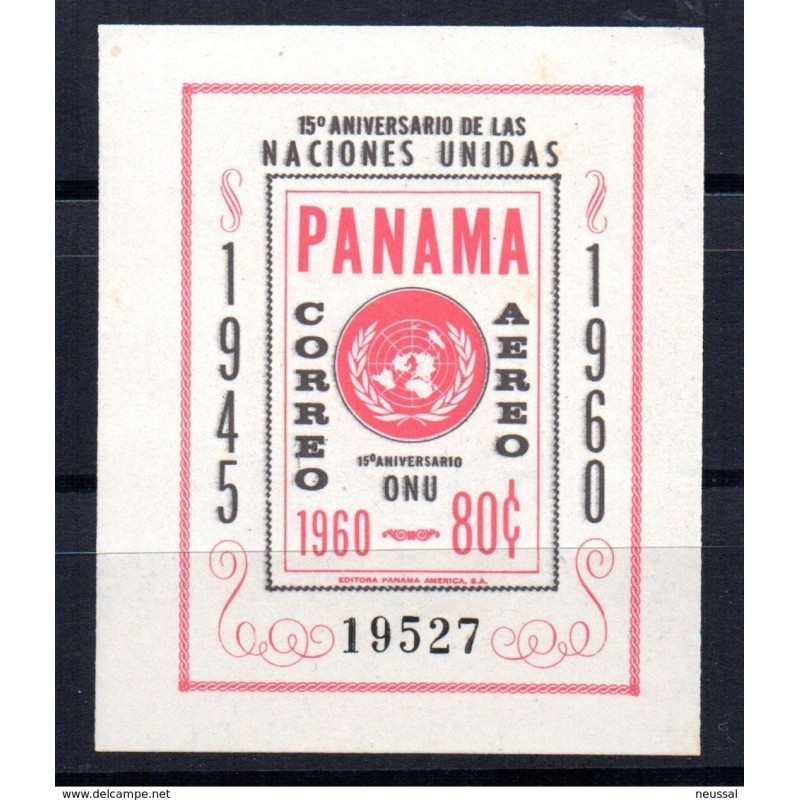 15º ANIVERSARIO DE LAS
NACIONES UNIDAS
1945
1960
PANAMA
CORREO
AEREO
15º ANIVERSARIO
ONU
1960
80¢
EDITORA PANAMA AMERICA, S.A.
19527
delcampe.net
neussal